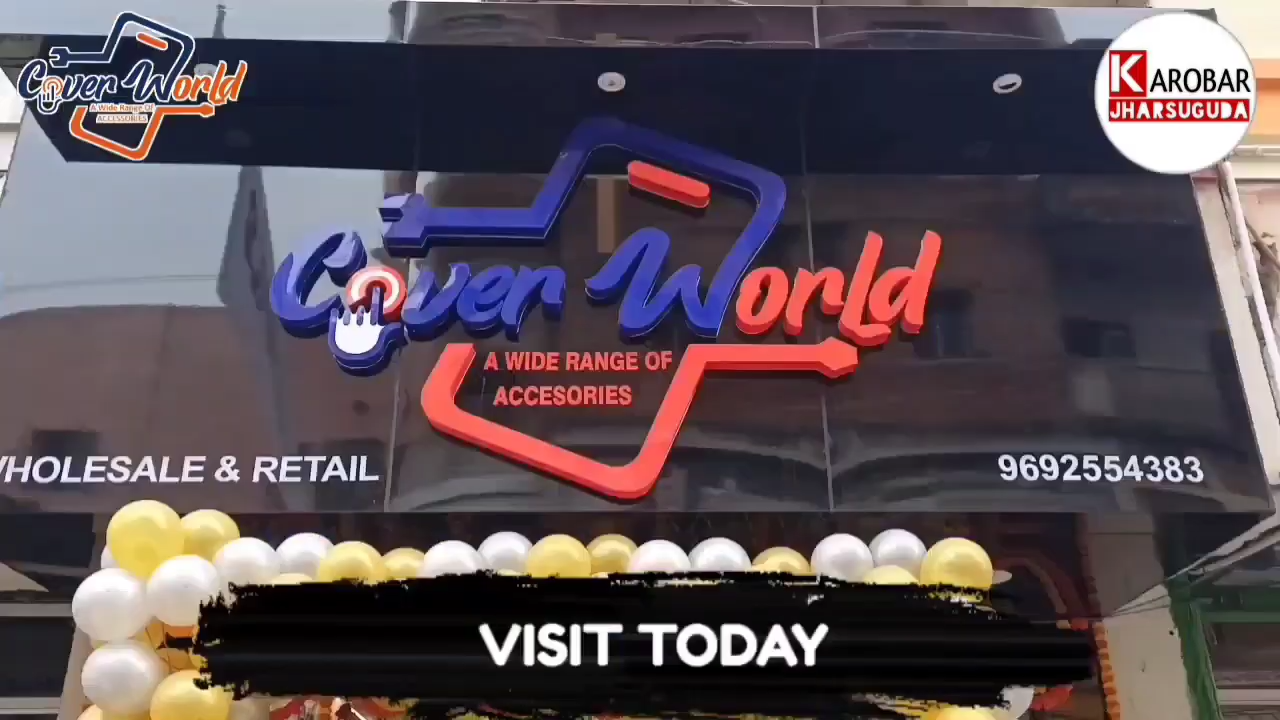 Cover World
A Wide Range Of
ACCESSORIES
KAROBAR
JHARSUGUDA
Cover World
A WIDE RANGE OF
ACCESORIES
WHOLESALE & RETAIL
9692554383
VISIT TODAY